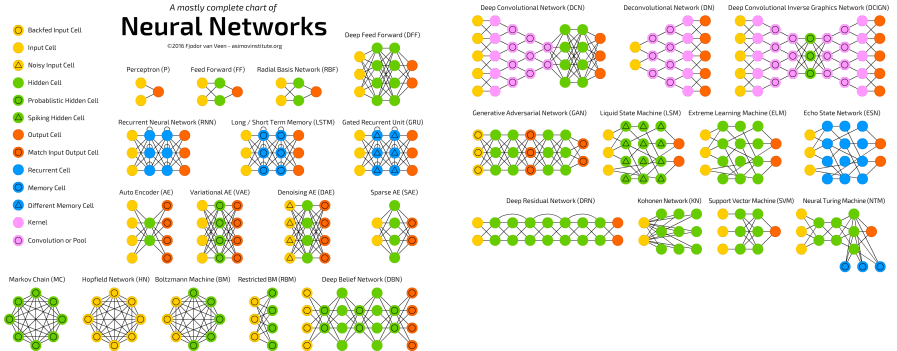 A mostly complete chart of
Neural Networks
©2016 Fjodor van Veen - asimovinstitute.org
Backfed Input Cell
Input Cell
Noisy Input Cell
Hidden Cell
Probablistic Hidden Cell
Spiking Hidden Cell
Output Cell
Match Input Output Cell
Recurrent Cell
Memory Cell
Different Memory Cell
Kernel
Convolution or Pool
Perceptron (P)
Feed Forward (FF)
Radial Basis Network (RBF)
Deep Feed Forward (DFF)
Recurrent Neural Network (RNN)
Long / Short Term Memory (LSTM)
Gated Recurrent Unit (GRU)
Auto Encoder (AE)
Variational AE (VAE)
Denoising AE (DAE)
Sparse AE (SAE)
Markov Chain (MC)
Hopfield Network (HN)
Boltzmann Machine (BM)
Restricted BM (RBM)
Deep Belief Network (DBN)
Deep Convolutional Network (DCN)
Deconvolutional Network (DN)
Deep Convolutional Inverse Graphics Network (DCIGN)
Generative Adversarial Network (GAN)
Liquid State Machine (LSM)
Extreme Learning Machine (ELM)
Echo State Network (ESN)
Deep Residual Network (DRN)
Kohonen Network (KN)
Support Vector Machine (SVM)
Neural Turing Machine (NTM)